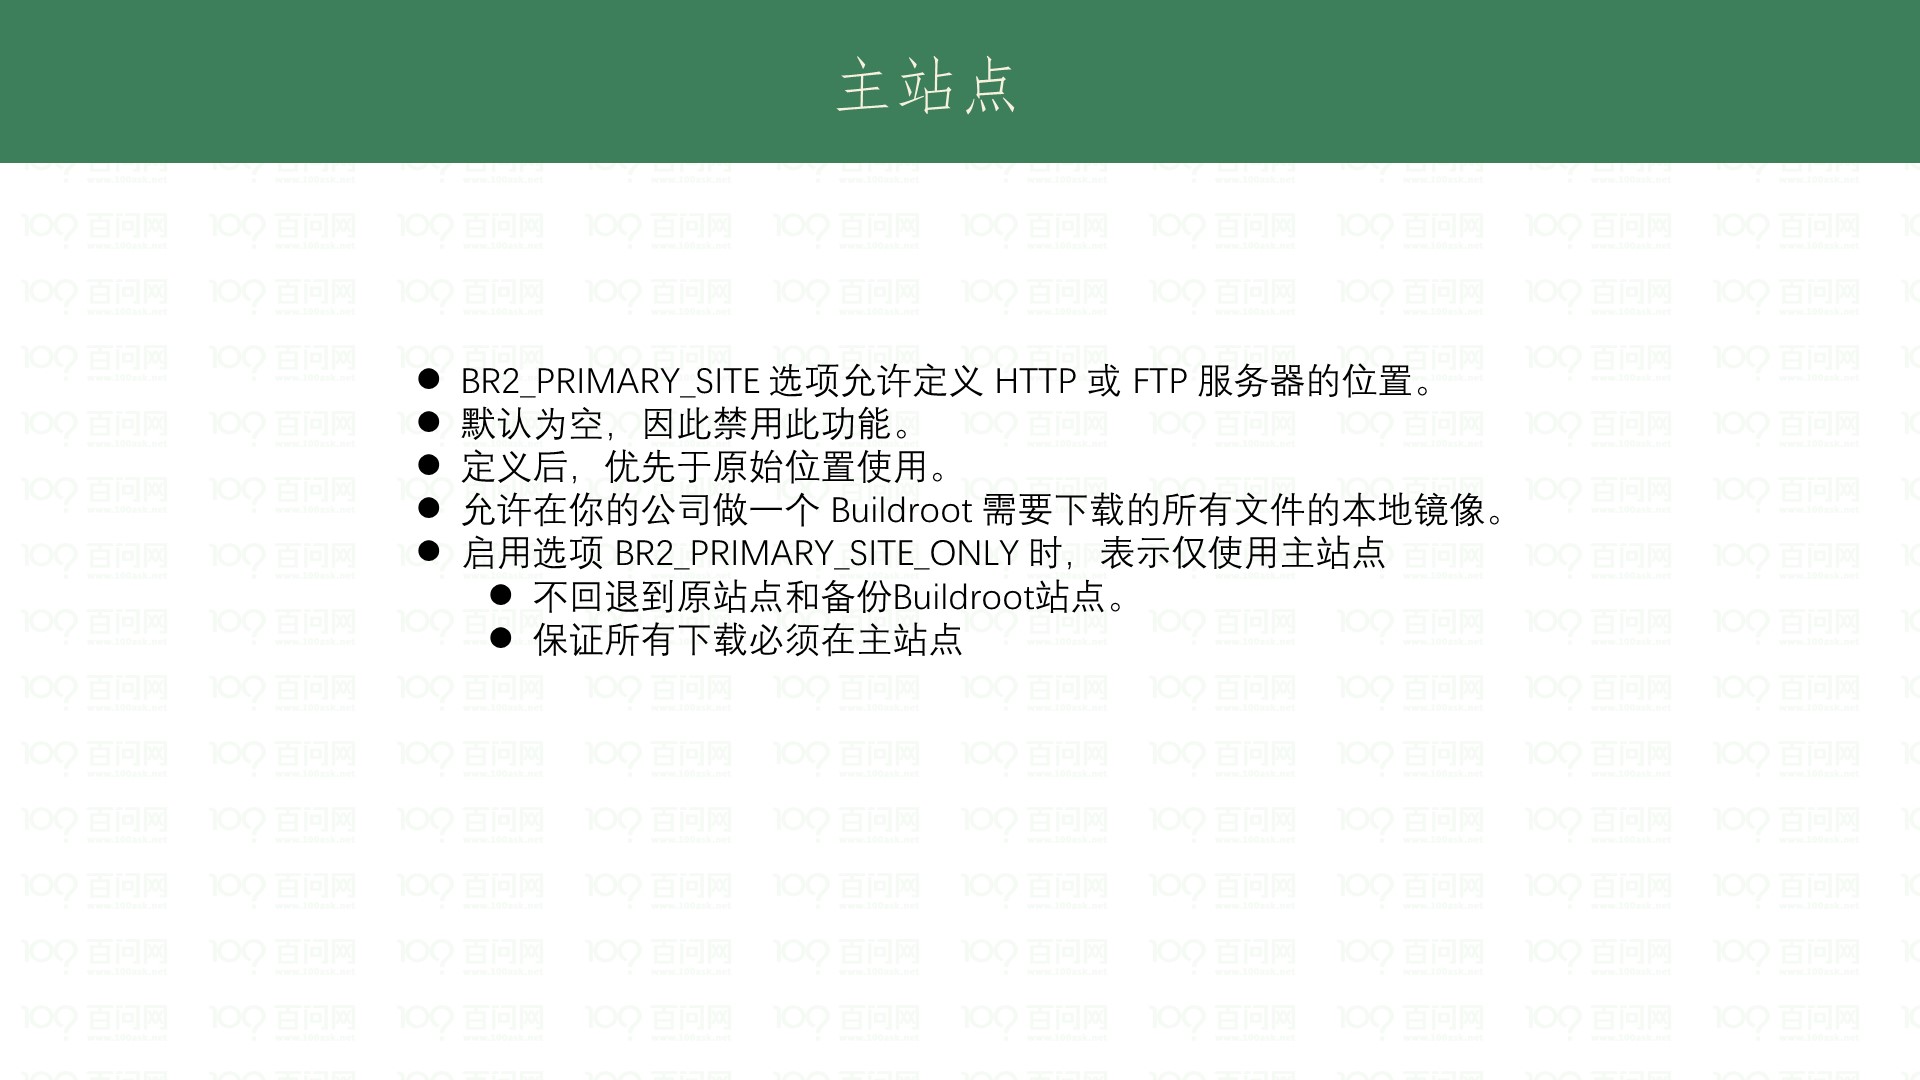 主站点
BR2_PRIMARY_SITE 选项允许定义 HTTP 或 FTP 服务器的位置。
默认为空，因此禁用此功能。
定义后，优先于原始位置使用。
允许在你的公司做一个 Buildroot 需要下载的所有文件的本地镜像。
启用选项 BR2_PRIMARY_SITE_ONLY 时，表示仅使用主站点
不回退到原站点和备份Buildroot站点。
保证所有下载必须在主站点